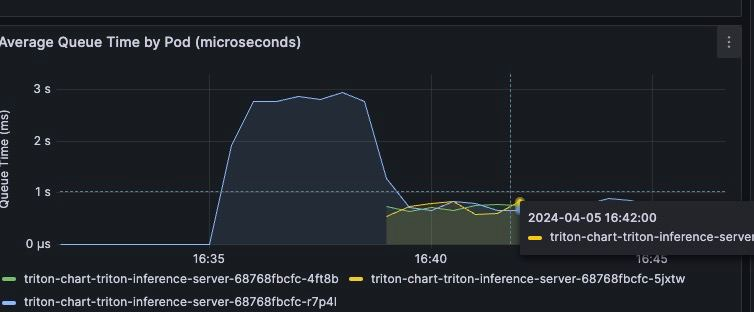 Average Queue Time by Pod (microseconds)
Queue Time (ms)
3 s
2 s
1 s
0 µs
16:35
16:40
16:45
2024-04-05 16:42:00
triton-chart-triton-inference-server
triton-chart-triton-inference-server-68768fbcfc-4ft8b
triton-chart-triton-inference-server-68768fbcfc-5jxtw
triton-chart-triton-inference-server-68768fbcfc-r7p4l